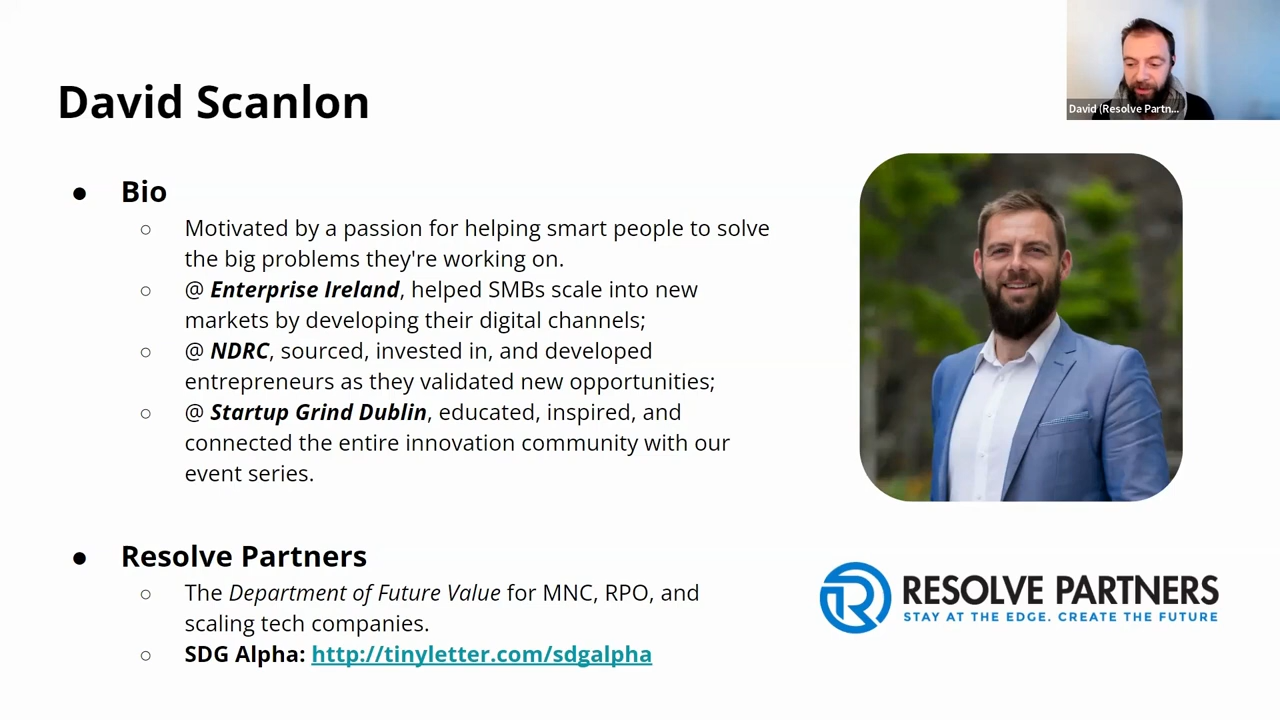 David Scanlon
David (Resolve Partn...
● Bio
○ Motivated by a passion for helping smart people to solve
the big problems they're working on.
○ @ Enterprise Ireland, helped SMBs scale into new
markets by developing their digital channels;
○ @ NDRC, sourced, invested in, and developed
entrepreneurs as they validated new opportunities;
○ @ Startup Grind Dublin, educated, inspired, and
connected the entire innovation community with our
event series.
● Resolve Partners
○ The Department of Future Value for MNC, RPO, and
scaling tech companies.
○ SDG Alpha: http://tinyletter.com/sdgalpha
RESOLVE PARTNERS
STAY AT THE EDGE. CREATE THE FUTURE